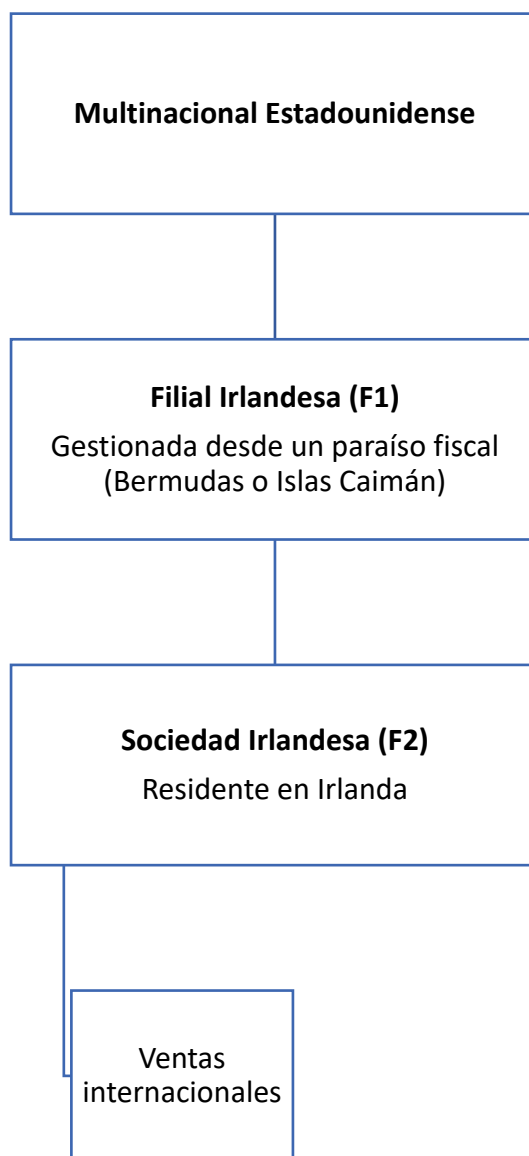 Multinacional Estadounidense
Filial Irlandesa (F1)
Gestionada desde un paraíso fiscal
(Bermudas o Islas Caimán)
Sociedad Irlandesa (F2)
Residente en Irlanda
Ventas
internacionales